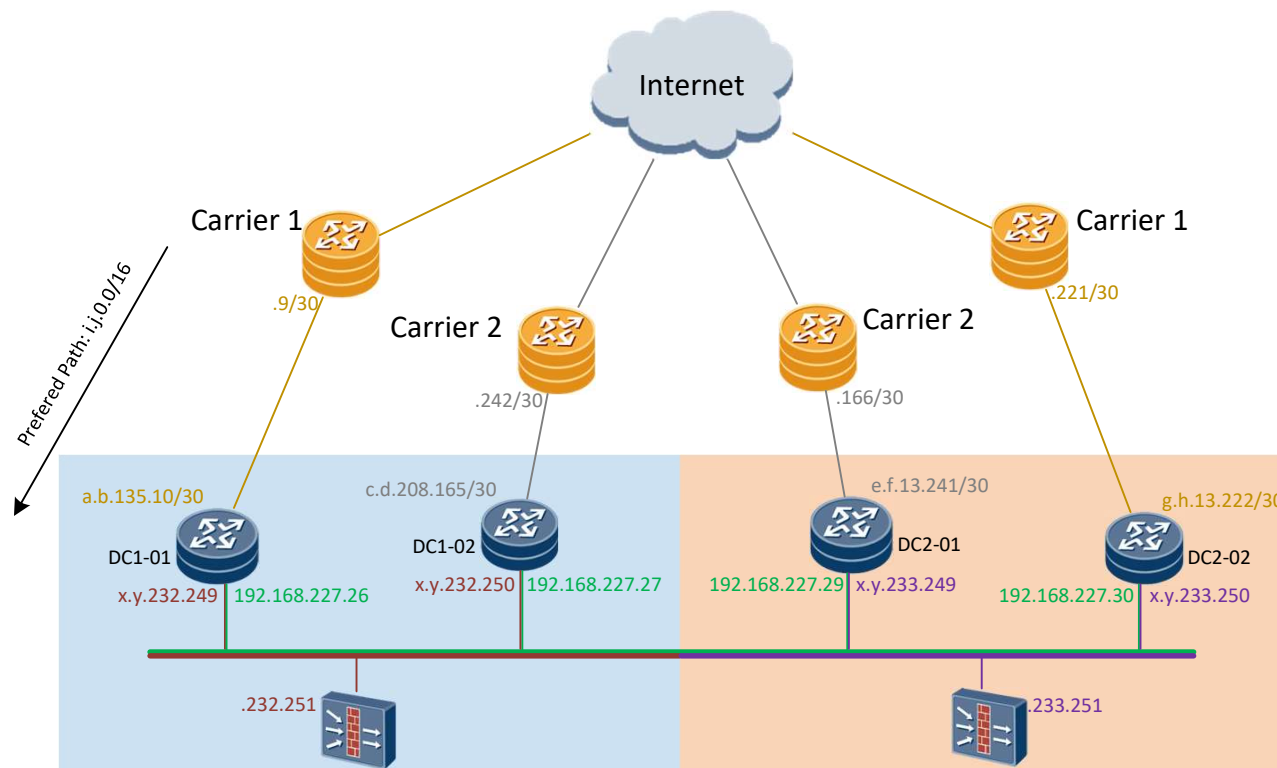 Internet
Carrier 1
Carrier 1
.9/30
.221/30
Prefered Path: i.j.0.0/16
Carrier 2
Carrier 2
.242/30
.166/30
a.b.135.10/30
c.d.208.165/30
e.f.13.241/30
g.h.13.222/30
DC1-01
DC1-02
DC2-01
DC2-02
x.y.232.249
192.168.227.26
x.y.232.250
192.168.227.27
192.168.227.29
x.y.233.249
192.168.227.30
x.y.233.250
.232.251
.233.251